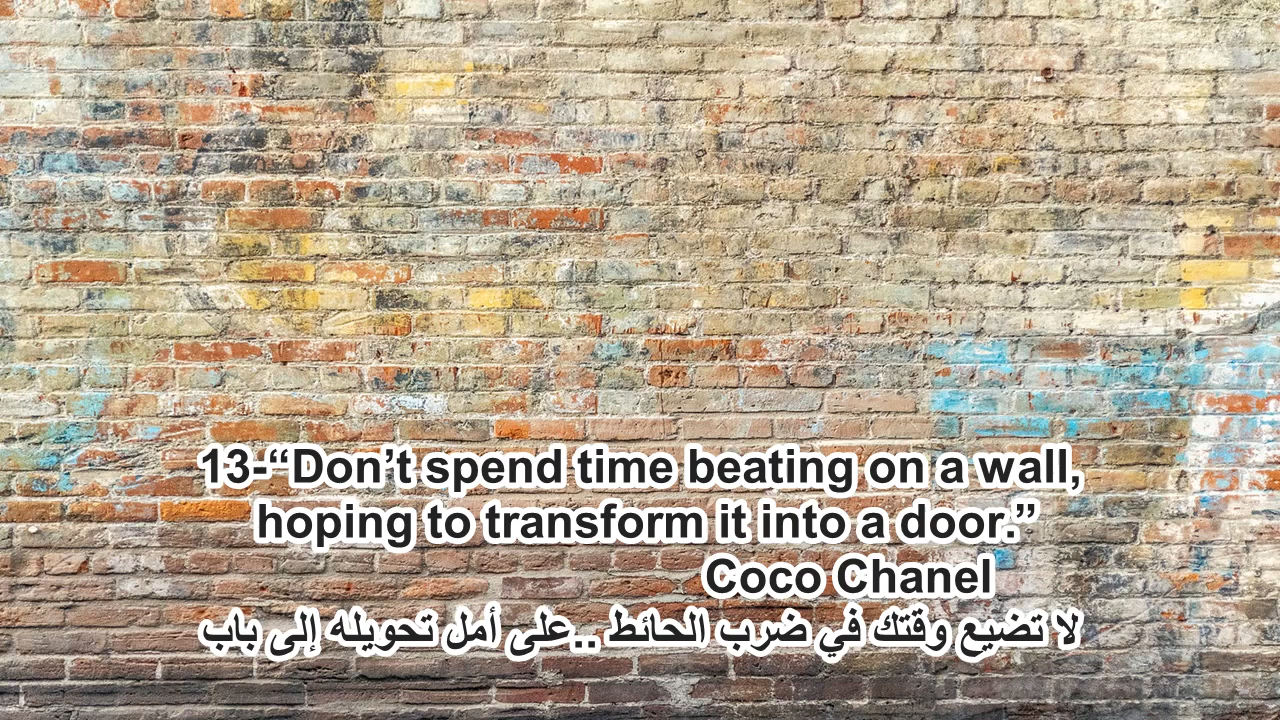 13-“Don’t spend time beating on a wall,
hoping to transform it into a door.”
Coco Chanel
لا تضيع وقتك في ضرب الحائط ..على أمل تحويله إلى باب